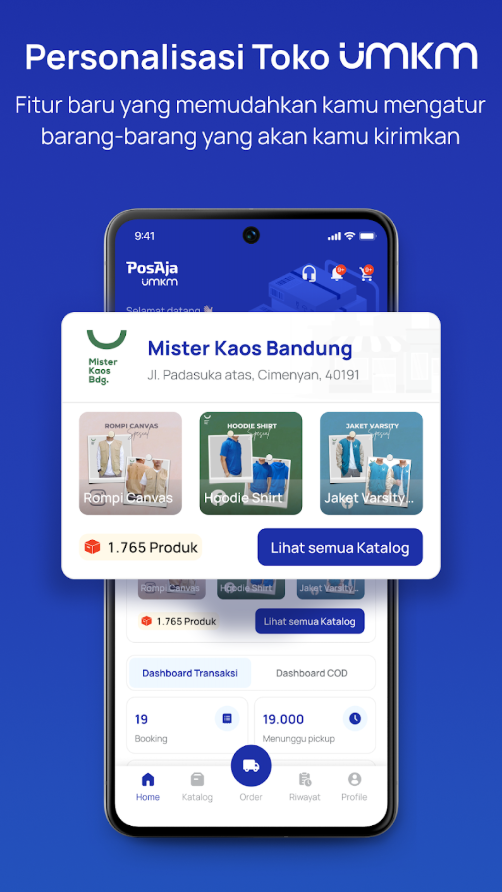 Personalisasi Toko UMKM
Fitur baru yang memudahkan kamu mengatur
barang-barang yang akan kamu kirimkan
9:41
PosAja
UMKM
9+
9+
Selamat datang
Mister
Kaos
Bdg.
Mister Kaos Bandung
Jl. Padasuka atas, Cimenyan, 40191
ROMPI CANVAS
Spesial
Rompi Canvas
HOODIE SHIRT
Spesial
Hoodie Shirt
JAKET VARSITY
Spesial
Jaket Varsity...
1.765 Produk
Lihat semua Katalog
Rompi Canvas
Hoodie Shirt
Jaket Varsity...
1.765 Produk
Lihat semua Katalog
Dashboard Transaksi
Dashboard COD
19
Booking
19.000
Menunggu pickup
Home
Katalog
Order
Riwayat
Profile